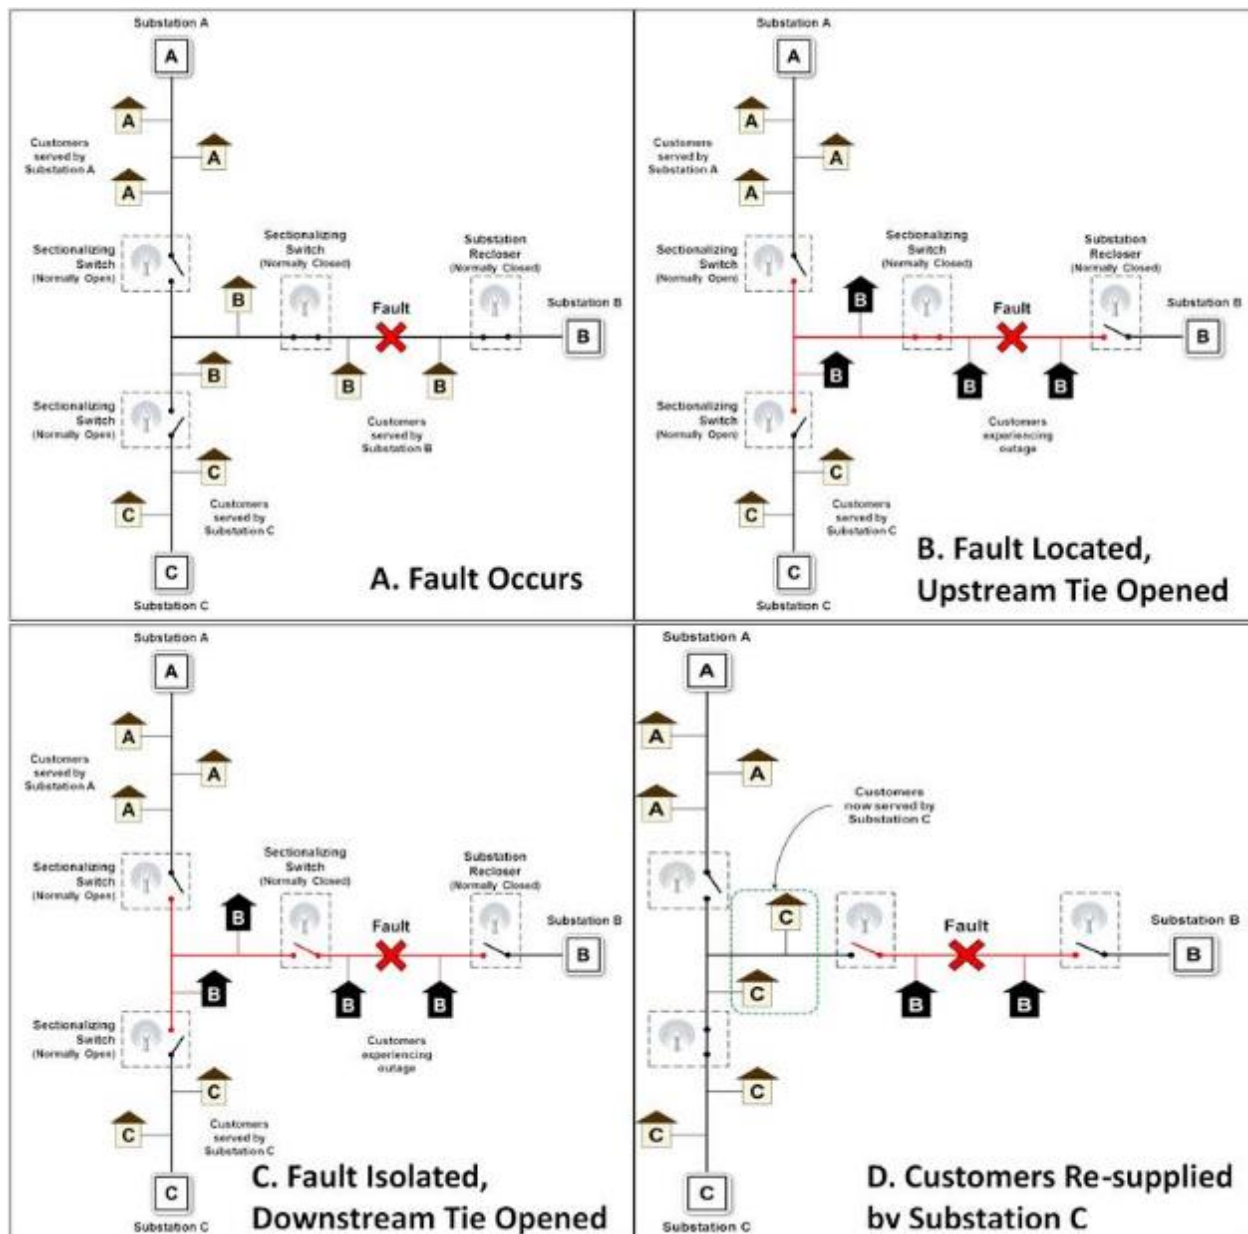 Substation A
A
A
Customers
served by
Substation A
A
A
Sectionalizing
Switch
(Normally Open)
Sectionalizing
Switch
(Normally Closed)
Substation
Recloser
(Normally Closed)
B
Fault
Substation B
B
B
B
B
Sectionalizing
Switch
(Normally Open)
Customers
served by
Substation B
C
C
Customers
served by
Substation C
C
Substation C
A. Fault Occurs
Substation A
A
A
Customers
served by
Substation A
A
A
Sectionalizing
Switch
(Normally Open)
Sectionalizing
Switch
(Normally Closed)
Substation
Recloser
(Normally Closed)
B
Fault
Substation B
B
B
B
B
Sectionalizing
Switch
(Normally Open)
Customers
experiencing
outage
C
C
Customers
served by
Substation C
C
Substation C
B. Fault Located,
Upstream Tie Opened
Substation A
A
A
Customers
served by
Substation A
A
A
Sectionalizing
Switch
(Normally Open)
Sectionalizing
Switch
(Normally Closed)
Substation
Recloser
(Normally Closed)
B
Fault
Substation B
B
B
B
B
Sectionalizing
Switch
(Normally Open)
Customers
experiencing
outage
C
C
Customers
served by
Substation C
C
Substation C
C. Fault Isolated,
Downstream Tie Opened
Substation A
A
A
A
A
Customers
now served by
Substation C
C
Fault
Substation B
B
C
B
B
C
C
C
Substation C
D. Customers Re-supplied
by Substation C